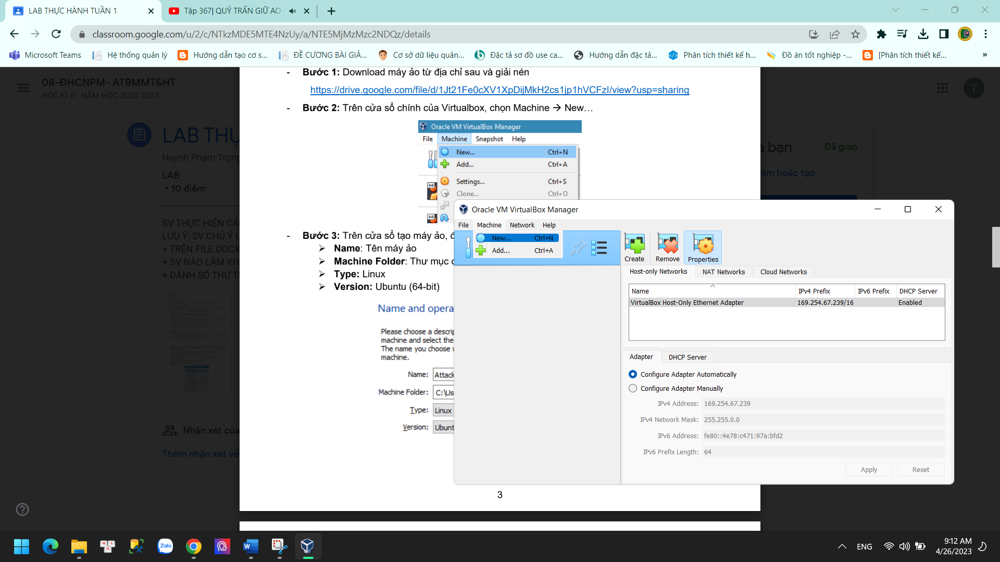 LAB THỰC HÀNH TUẦN 1
Tập 367| QUỶ TRẤN GIỮ AO
classroom.google.com/u/2/c/NTkzMDE5MTE4NzUy/a/NTE5MjMzMzc2NDQz/details
Microsoft Teams
Hệ thống quản lý
Hướng dẫn tạo cơ s...
ĐỀ CƯƠNG BÀI GIẢ...
Cơ sở dữ liệu quản...
Đặc tả sơ đồ use ca...
Hướng dẫn đặc tả...
Phân tích thiết kế h...
Đồ án tốt nghiệp -...
[Phân tích thiết kế...
»
08-ĐHCNPM- ATBMMT&HT
HỌC KÌ II - NĂM HỌC 2022-2023
T
LAB THỰ
Huynh Phạm Trọng
LAB
• 10 điểm
SV THỰC HIỆN CÁ
LƯU Ý: SV CHÚ Ý L
+ TRÊN FILE DOCX
+ SV NÀO LÀM KH
+ ĐÁNH SỐ THỨ T
Nhận xét của
Thêm nhận xét về
a bạn
Đã giao
êm hoặc tạo
- Bước 1: Download máy ảo từ địa chỉ sau và giải nén
https://drive.google.com/file/d/1Jt21Fe0cXV1XpDijMkH2cs1jp1hVCFzI/view?usp=sharing
- Bước 2: Trên cửa sổ chính của Virtualbox, chọn Machine → New…
Oracle VM VirtualBox Manager
File Machine Snapshot Help
New... Ctrl+N
Add... Ctrl+A
Settings... Ctrl+S
Clone... Ctrl+O
64
64
- Bước 3: Trên cửa sổ tạo máy ảo,
➢ Name: Tên máy ảo
➢ Machine Folder: Thư mục
➢ Type: Linux
➢ Version: Ubuntu (64-bit)
Name and opera
Please choose a descrip
machine and select the
The name you choose
machine.
Name: Attack
Machine Folder: C:\Use
Type: Linux
Version: Ubunt
3
Oracle VM VirtualBox Manager
File Machine Network Help
New... Ctrl+N
Add... Ctrl+A
Create
Remove
Properties
Host-only Networks NAT Networks Cloud Networks
Name IPv4 Prefix IPv6 Prefix DHCP Server
VirtualBox Host-Only Ethernet Adapter 169.254.67.239/16 Enabled
Adapter DHCP Server
Configure Adapter Automatically
Configure Adapter Manually
IPv4 Address: 169.254.67.239
IPv4 Network Mask: 255.255.0.0
IPv6 Address: fe80::4e78:c471:97a:bfd2
IPv6 Prefix Length: 64
Apply Reset
Zalo
ENG
9:12 AM
4/26/2023